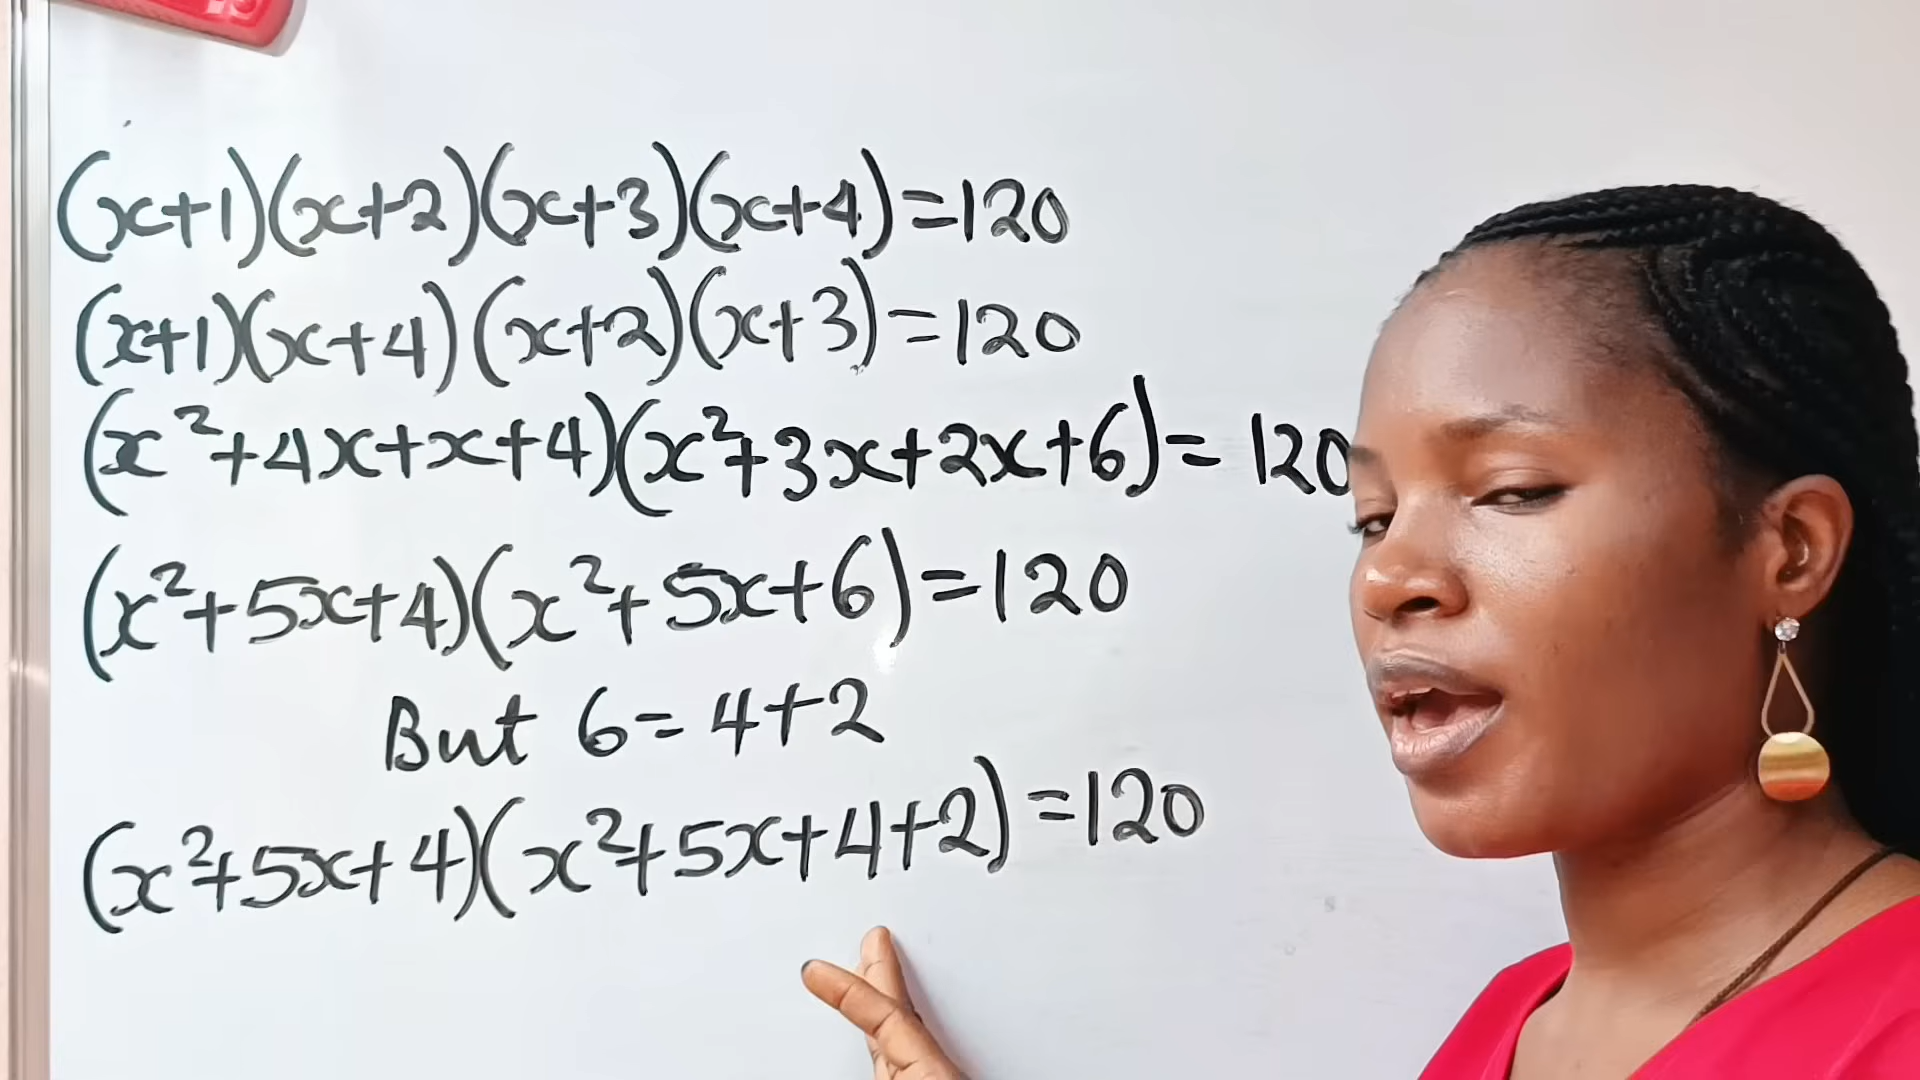 (x+1)(x+2)(x+3)(x+4)=120
(x+1)(x+4)(x+2)(x+3)=120
(x²+4x+x+4)(x²+3x+2x+6)= 120
(x²+5x+4)(x²+5x+6)=120
But 6=4+2
(x²+5x+4)(x²+5x+4+2)=120